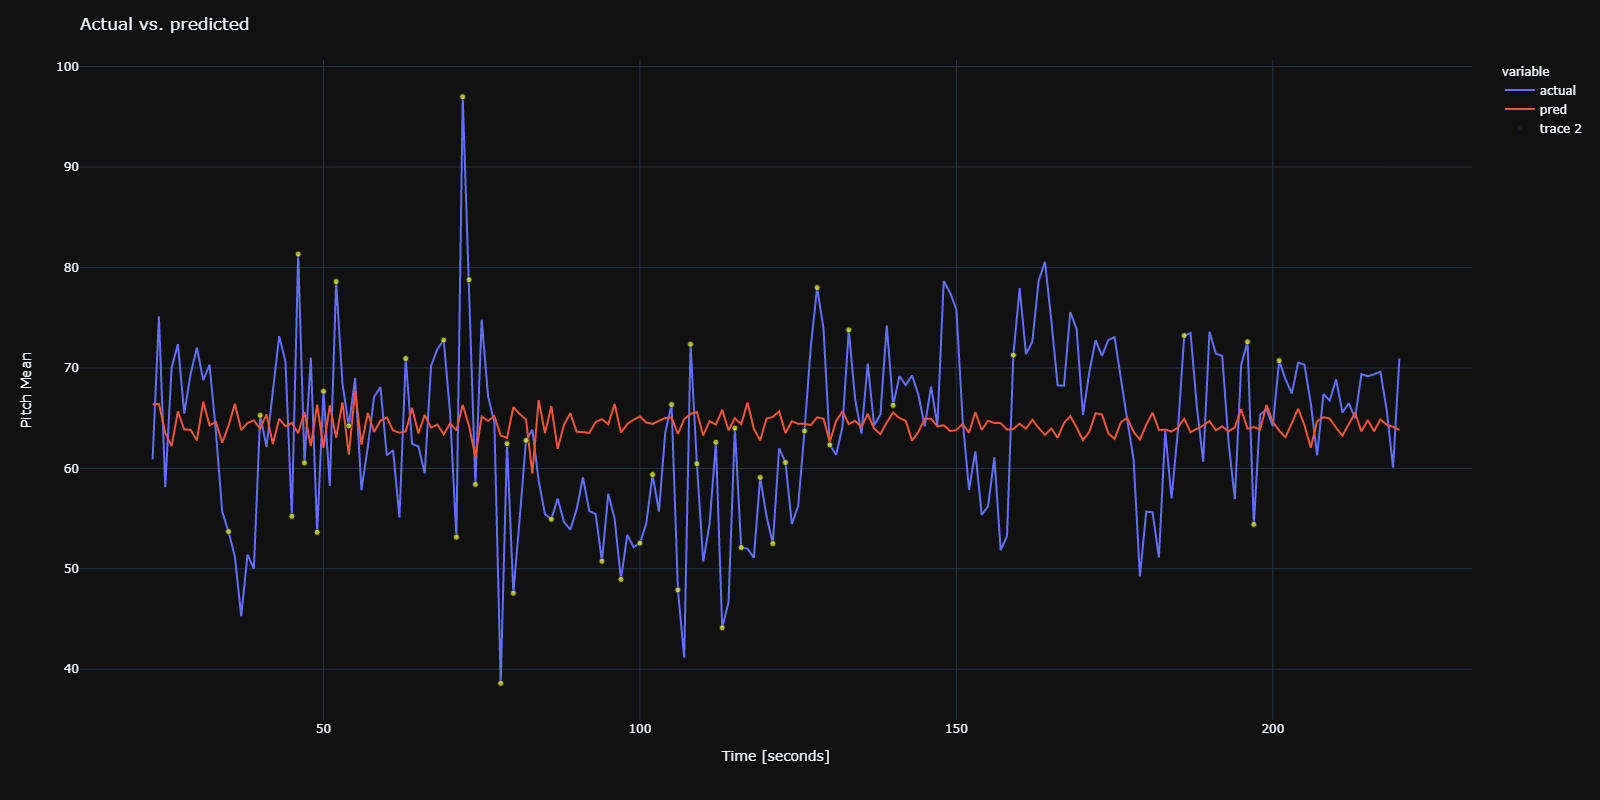 Actual vs. predicted
100
90
80
70
60
50
40
Pitch Mean
50
100
150
200
Time [seconds]
variable
actual
pred
trace 2